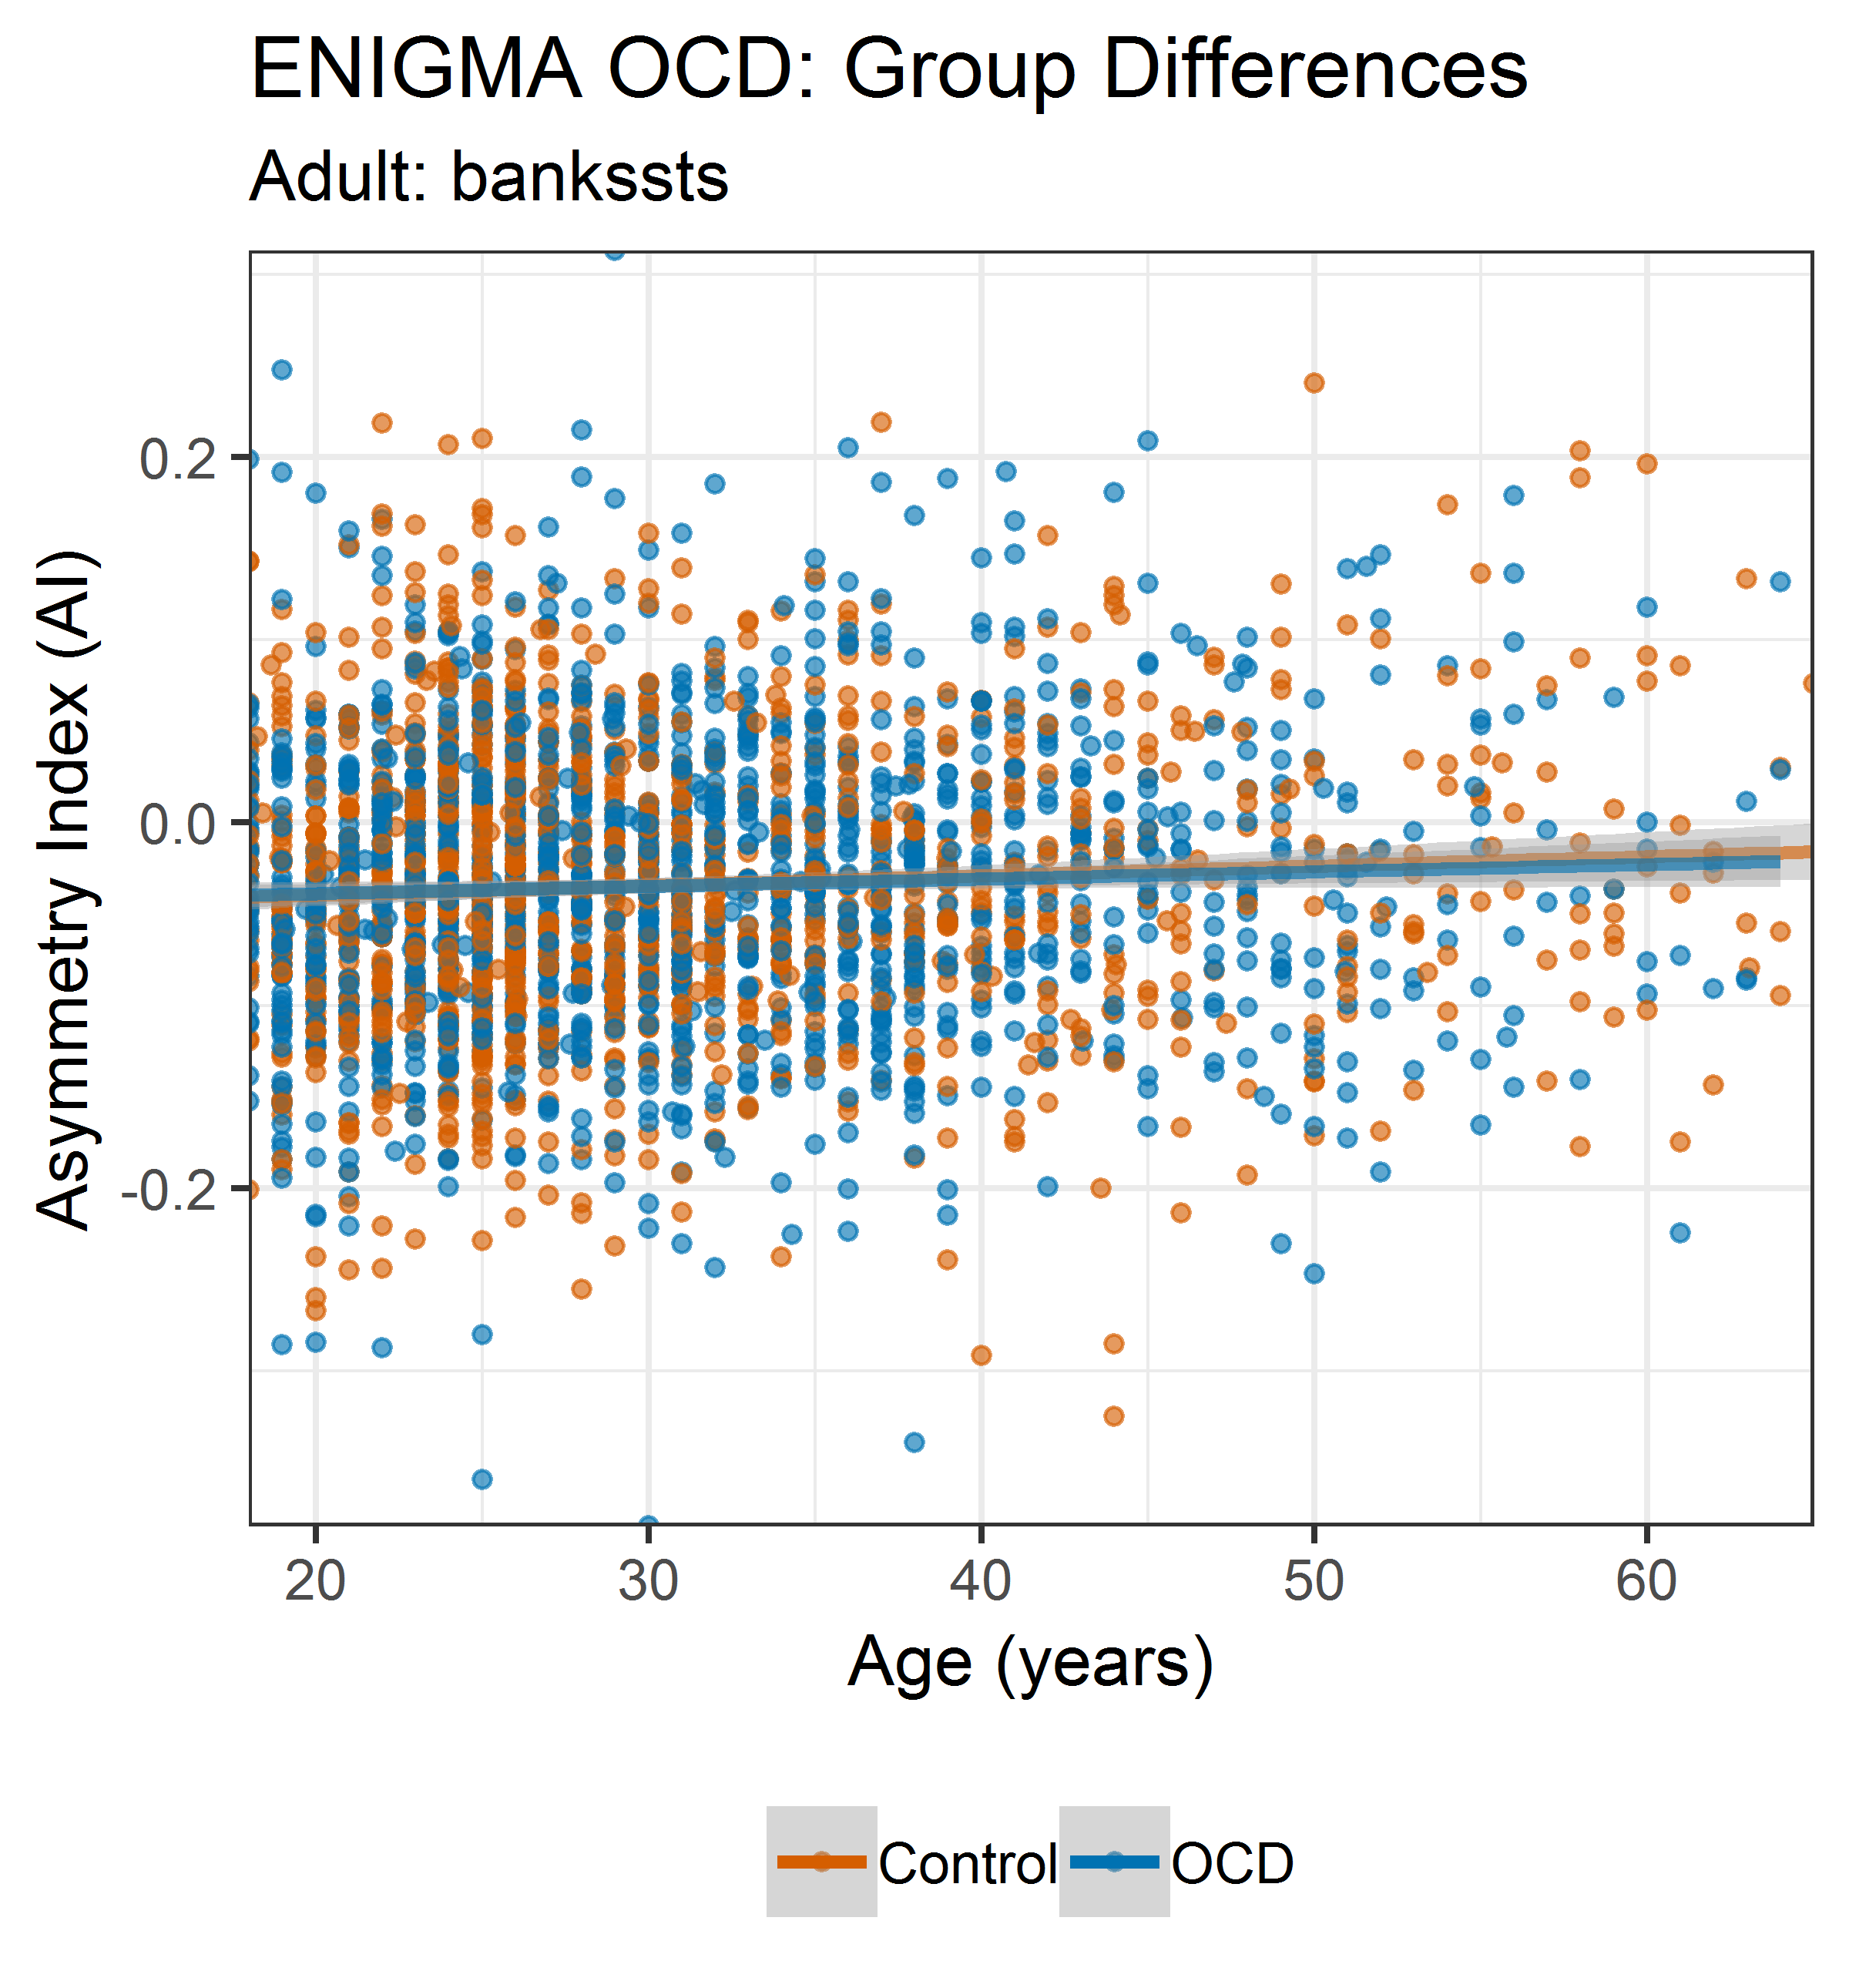 ENIGMA OCD: Group Differences
Adult: bankssts
Asymmetry Index (AI)
0.2
0.0
-0.2
20 30 40 50 60
Age (years)
Control OCD